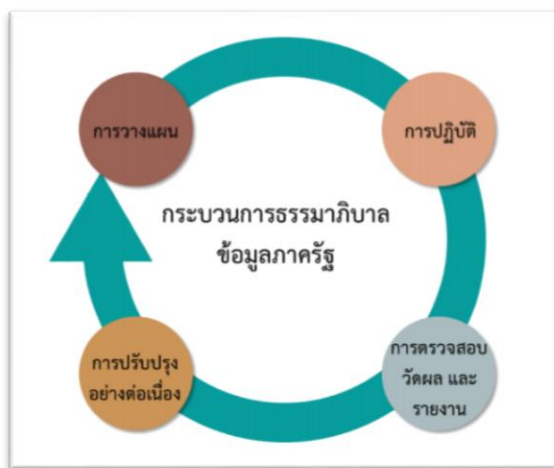 การวางแผน
การปฏิบัติ
กระบวนการธรรมาภิบาล
ข้อมูลภาครัฐ
การปรับปรุง
อย่างต่อเนื่อง
การตรวจสอบ
วัดผล และ
รายงาน